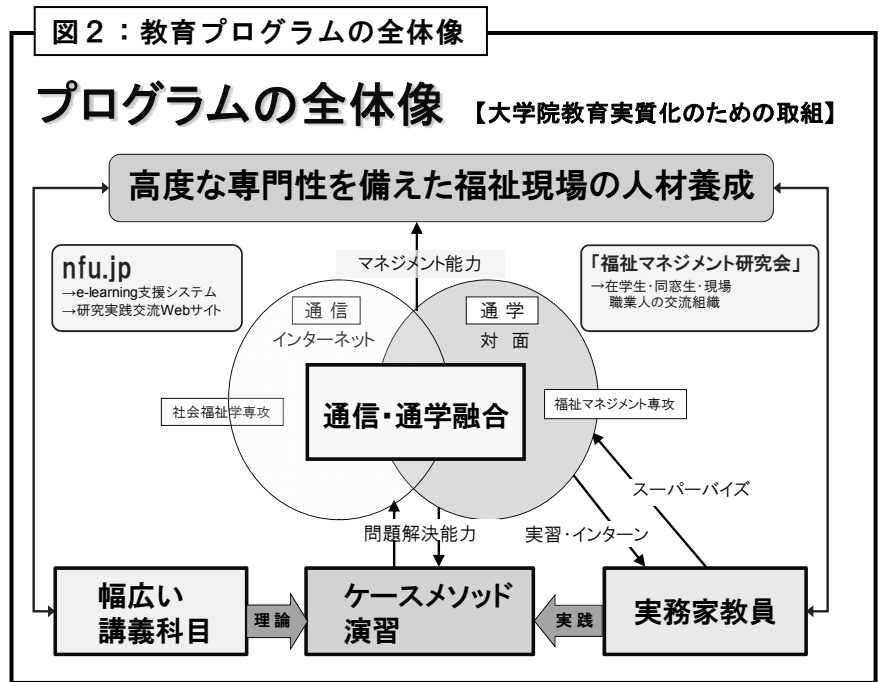 図２：教育プログラムの全体像
プログラムの全体像 【大学院教育実質化のための取組】
高度な専門性を備えた福祉現場の人材養成
nfu.jp
→e-learning支援システム
→研究実践交流Webサイト
マネジメント能力
「福祉マネジメント研究会」
→在学生・同窓生・現場
職業人の交流組織
通信
インターネット
通学
対 面
社会福祉学専攻
通信・通学融合
福祉マネジメント専攻
スーパーバイズ
問題解決能力
実習・インターン
幅広い
講義科目
理論
ケースメソッド
演習
実践
実務家教員